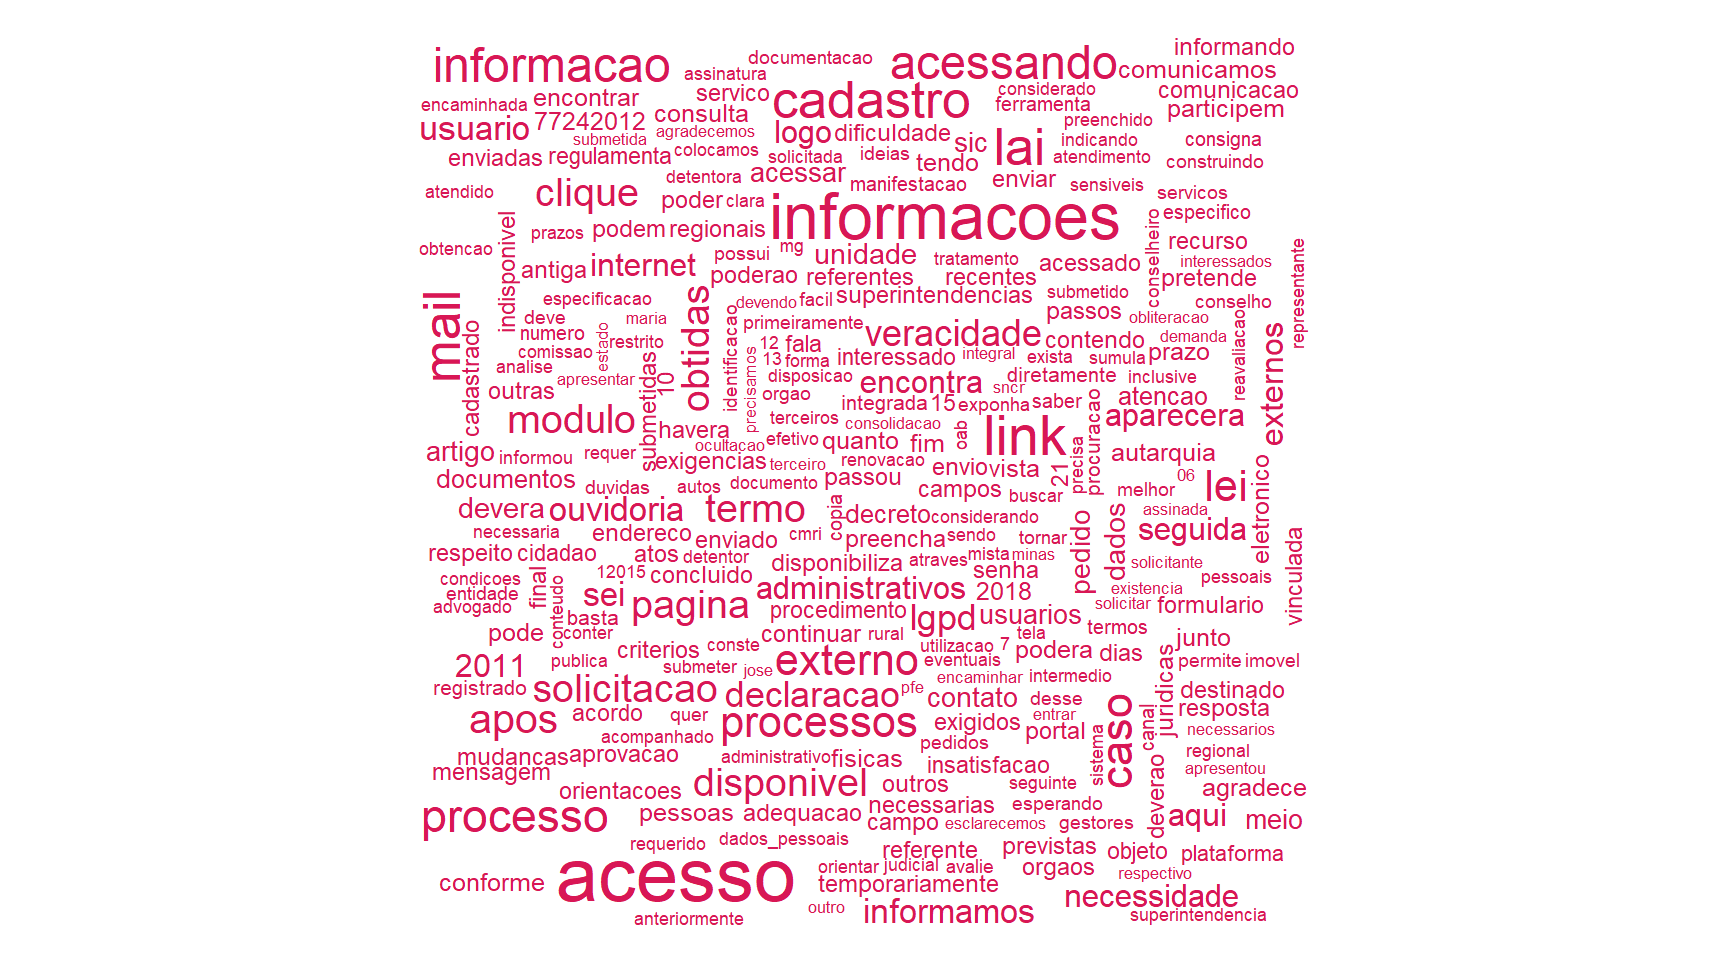 informando
informacao
documentacao
acessando
comunicamos
assinatura
encaminhada
encontrar
servico
cadastro
considerado
comunicacao
ferramenta
participem
usuario
77242012
consulta
preenchido
submetida
agradecemos
logo
dificuldade
sic
lai
indicando
consigna
enviadas
regulamenta
colocamos
solicitada
ideias
tendo
atendimento
construindo
detentora
acessar
manifestacao
enviar
sensiveis
servicos
atendido
clique
poder
clara
informacoes
especifico
indisponivel
prazos
podem
regionais
conselheiro
recurso
obtencao
antiga
internet
possui
mg
unidade
tratamento
acessado
interessados
representante
poderao
referentes
recentes
pretende
mail
especificacao
obtidas
devendo
facil
superintendencias
submetido
conselho
deve
numero
maria
identificacao
primeiramente
veracidade
passos
obliteracao
contendo
demanda
reavaliacao
externos
cadastrado
comissao
estado
restrito
12
fala
13
forma
interessado
integral
exista
sumula
prazo
analise
apresentar
disposicao
encontra
diretamente
inclusive
outras
submetidas
10
precisamos
orgao
sncr
integrada
15
exponha
saber
procuracao
atencao
modulo
havera
terceiros
consolidacao
oab
link
aparecera
artigo
informou
requer
ocultacao
efetivo
quanto
fim
precisa
autarquia
exigencias
terceiro
renovacao
envio
vista
21
documentos
duvidas
autos
documento
passou
campos
buscar
melhor
06
lei
eletronico
devera
ouvidoria
termo
copia
decreto
considerando
pedido
dados
assinada
seguida
necessaria
endereco
enviado
cmri
preencha
sendo
tornar
vinculada
respeito
cidadao
atos
detentor
disponibiliza
atraves
mista
minas
solicitante
condicoes
final
12015
concluido
senha
pessoais
entidade
conteudo
sei
pagina
administrativos
2018
existencia
advogado
basta
procedimento
lgpd
usuarios
solicitar
formulario
pode
conter
continuar
rural
tela
termos
junto
criterios
conste
utilizacao
7
podera
dias
juridicas
2011
publica
submeter
jose
externo
eventuais
permite
imovel
registrado
solicitacao
declaracao
pfe
encaminhar
intermedio
caso
destinado
contato
desse
canal
resposta
apos
acordo
quer
processos
exigidos
entrar
portal
sistema
necessarios
acompanhado
pedidos
regional
mudancas
aprovacao
administrativo
fisicas
insatisfacao
apresentou
mensagem
orientacoes
disponivel
outros
seguinte
deverao
agradece
processo
pessoas
adequacao
necessarias
esperando
campo
esclarecemos
gestores
aqui
meio
requerido
dados_pessoais
referente
previstas
objeto
plataforma
conforme
acesso
orientar
judicial
avalie
orgaos
respectivo
temporariamente
necessidade
anteriormente
outro
informamos
superintendencia